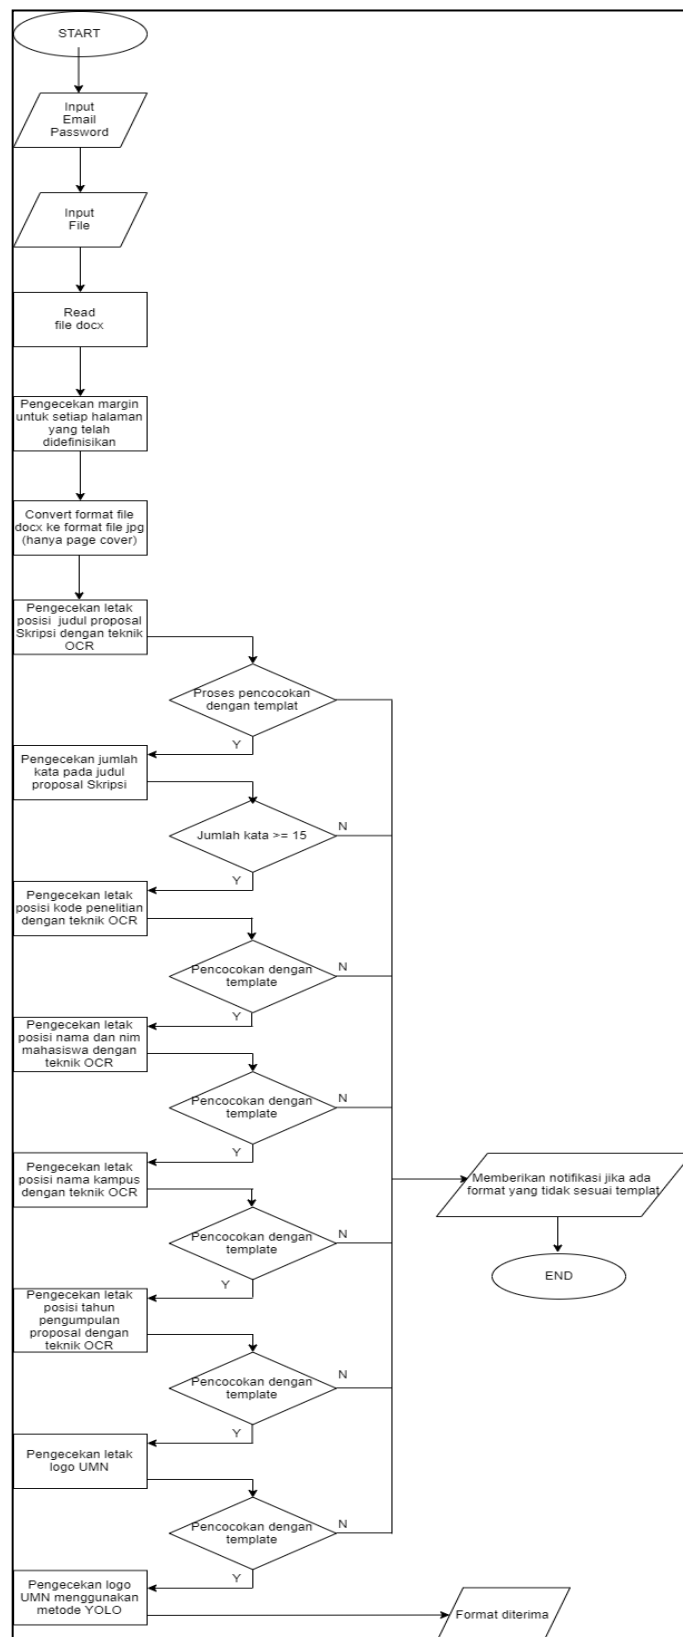 START
Input
Email
Password
Input
File
Read
file docx
Pengecekan margin
untuk setiap halaman
yang telah
didefinisikan
Convert format file
docx ke format file jpg
(hanya page cover)
Pengecekan letak
posisi judul proposal
Skripsi dengan teknik
OCR
Proses pencocokan
dengan templat
Y
Pengecekan jumlah
kata pada judul
proposal Skripsi
Jumlah kata >= 15
N
Y
Pengecekan letak
posisi kode penelitian
dengan teknik OCR
Pencocokan dengan
template
N
Y
Pengecekan letak
posisi nama dan nim
mahasiswa dengan
teknik OCR
Pencocokan dengan
template
N
Y
Pengecekan letak
posisi nama kampus
dengan teknik OCR
Memberikan notifikasi jika ada
format yang tidak sesuai templat
Pencocokan dengan
template
N
Y
END
Pengecekan letak
posisi tahun
pengumpulan
proposal dengan
teknik OCR
Pencocokan dengan
template
N
Y
Pengecekan letak
logo UMN
Pencocokan dengan
template
N
Y
Pengecekan logo
UMN menggunakan
metode YOLO
Format diterima